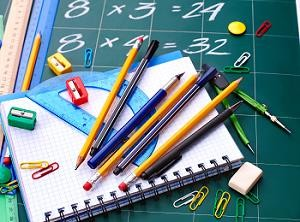 8 × 3 = 24
8 × 4 = 32